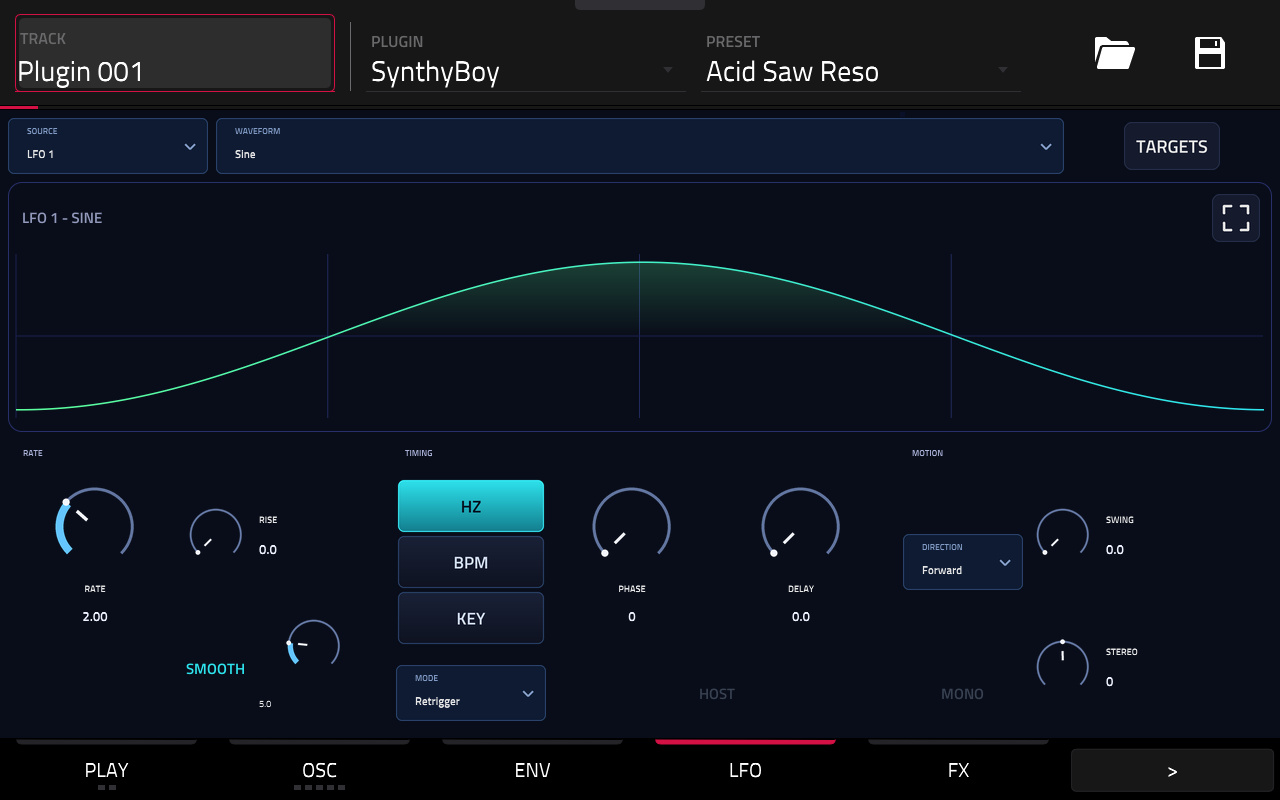 TRACK
Plugin 001
PLUGIN
SynthyBoy
PRESET
Acid Saw Reso
SOURCE
LFO 1
WAVEFORM
Sine
TARGETS
LFO 1 - SINE
RATE
TIMING
MOTION
RATE
2.00
RISE
0.0
SMOOTH
5.0
HZ
BPM
KEY
MODE
Retrigger
PHASE
0
DELAY
0.0
HOST
DIRECTION
Forward
MONO
SWING
0.0
STEREO
0
PLAY
OSC
ENV
LFO
FX
>